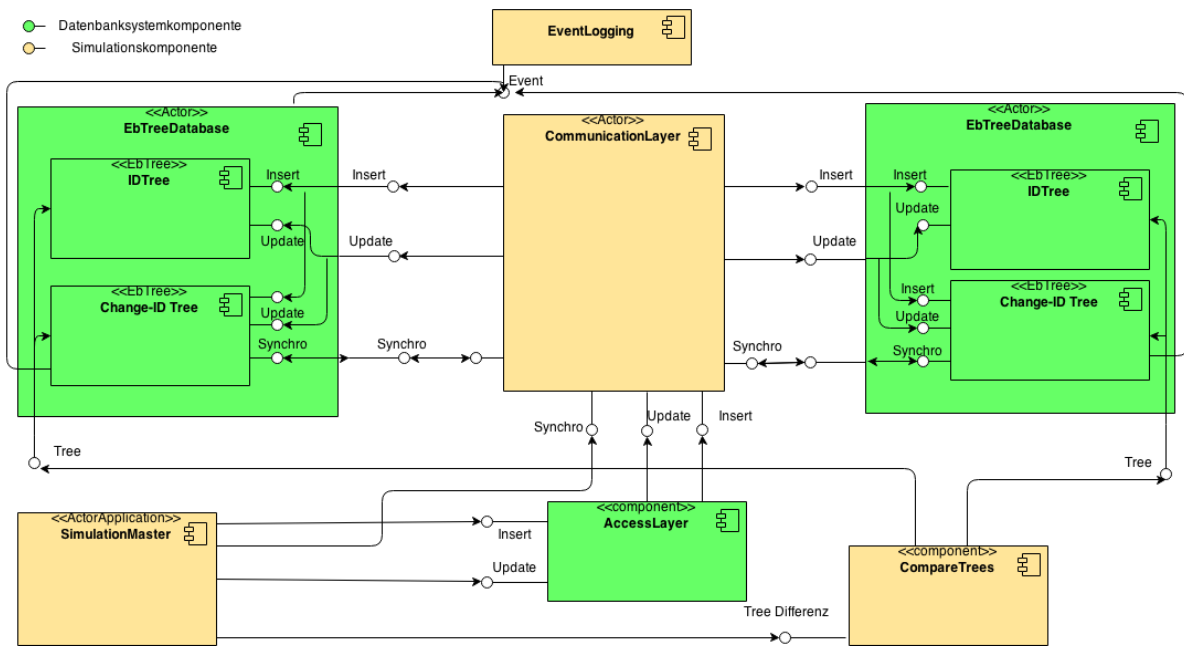 Datenbanksystemkomponente
Simulationskomponente
EventLogging
Event
<<Actor>>
EbTreeDatabase
<<EbTree>>
IDTree
Insert
Insert
Update
Update
<<EbTree>>
Change-ID Tree
Update
Synchro
Synchro
<<Actor>>
CommunicationLayer
<<Actor>>
EbTreeDatabase
Insert
Insert
<<EbTree>>
IDTree
Update
Update
<<EbTree>>
Change-ID Tree
Insert
Update
Synchro
Synchro
Synchro
Update
Insert
Tree
Tree
<<ActorApplication>>
SimulationMaster
Insert
Update
<<component>>
AccessLayer
<<component>>
CompareTrees
Tree Differenz